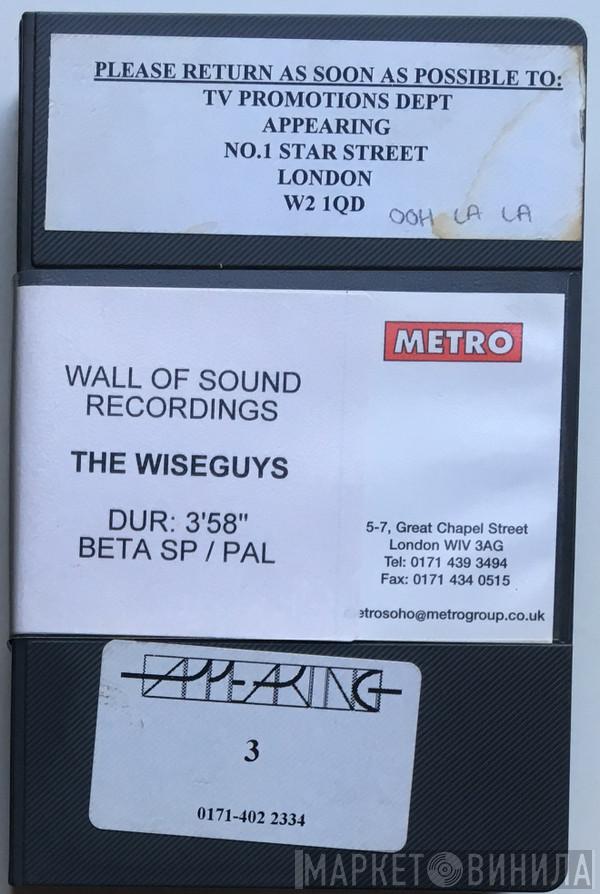 PLEASE RETURN AS SOON AS POSSIBLE TO:
TV PROMOTIONS DEPT
APPEARING
NO.1 STAR STREET
LONDON
W2 1QD
OOH LA LA
METRO
WALL OF SOUND
RECORDINGS
THE WISEGUYS
DUR: 3'58"
BETA SP / PAL
5-7, Great Chapel Street
London WIV 3AG
Tel: 0171 439 3494
Fax: 0171 434 0515
etrosoho@metrogroup.co.uk
APPEARING
3
0171-402 2334
МАРКЕТ ВИНИЛА